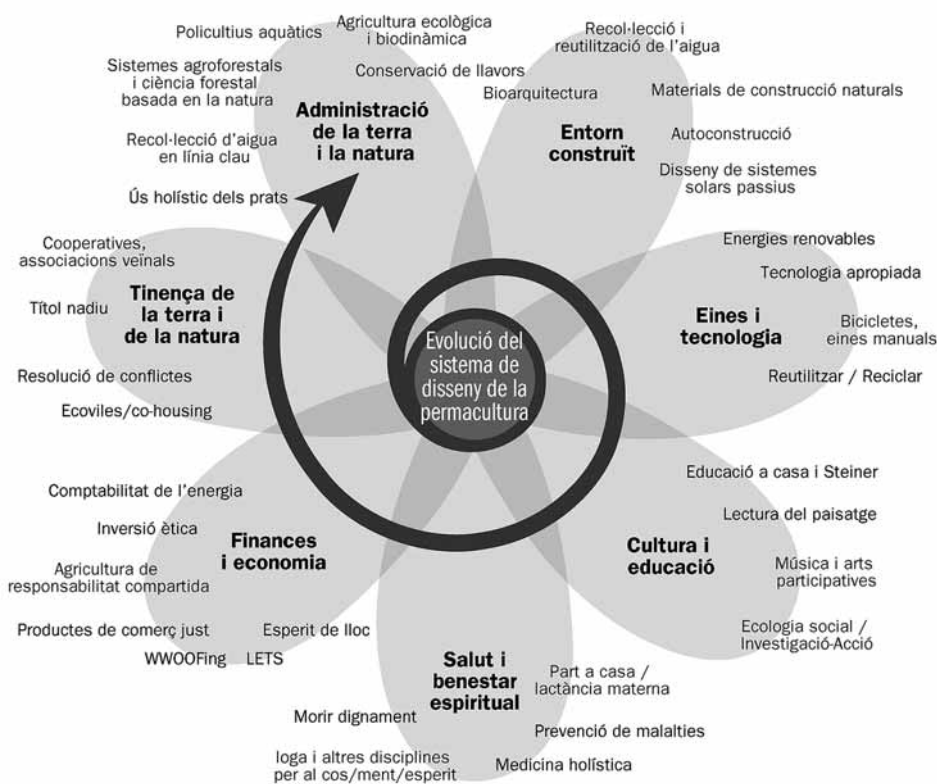 Policultius aquàtics
Agricultura ecològica
i biodinàmica
Sistemes agroforestals
i ciència forestal
basada en la natura
Conservació de llavors
Recol·lecció d'aigua
en línia clau
Ús holístic dels prats
Administració
de la terra
i la natura
Recol·lecció i
reutilització de l'aigua
Bioarquitectura
Materials de construcció naturals
Entorn
construït
Autoconstrucció
Disseny de sistemes
solars passius
Cooperatives,
associacions veïnals
Títol nadiu
Tinença de
la terra i
de la natura
Resolució de conflictes
Ecoviles/co-housing
Evolució del
sistema de
disseny de la
permacultura
Energies renovables
Tecnologia apropiada
Eines i
tecnologia
Bicicletes,
eines manuals
Reutilitzar / Reciclar
Comptabilitat de l'energia
Inversió ètica
Finances
i economia
Agricultura de
responsabilitat compartida
Productes de comerç just
Esperit de lloc
WWOOFing
LETS
Educació a casa i Steiner
Lectura del paisatge
Cultura i
educació
Música i arts
participatives
Ecologia social /
Investigació-Acció
Salut i
benestar
espiritual
Part a casa /
lactància materna
Morir dignament
Prevenció de malalties
Ioga i altres disciplines
per al cos/ment/esperit
Medicina holística